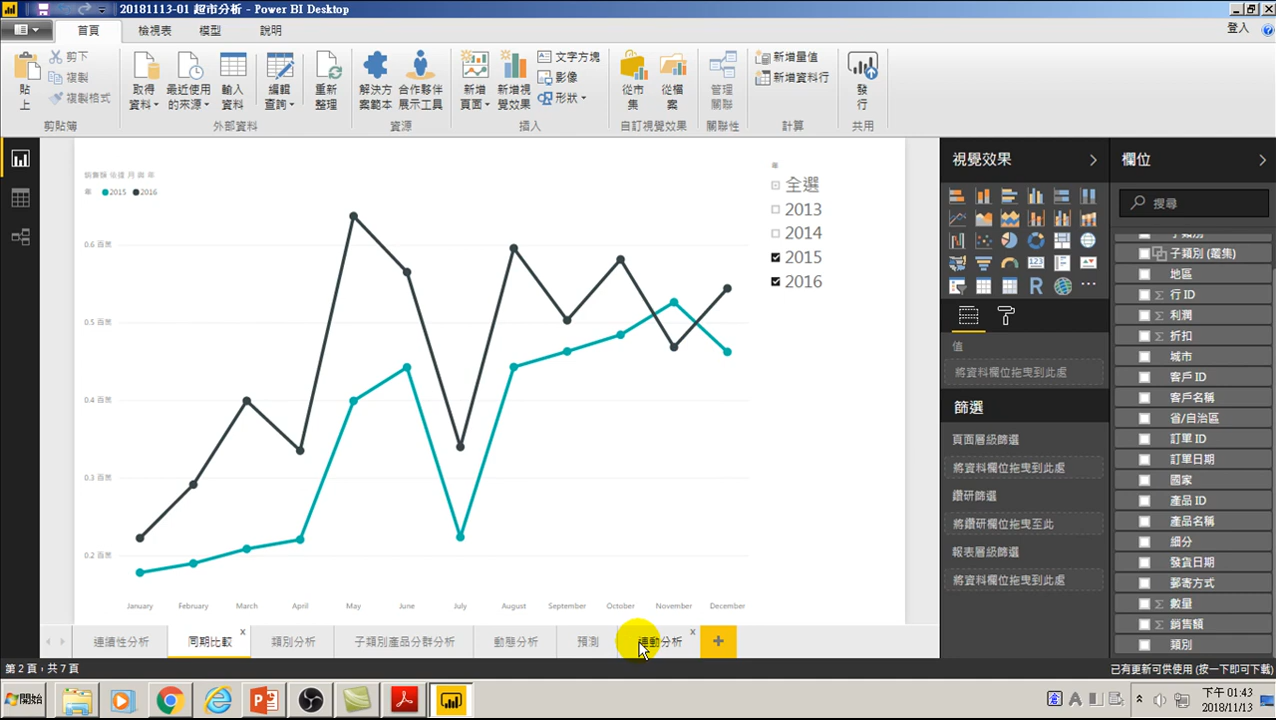 20181113-01 超市分析 - Power BI Desktop
首頁 檢視表 模型 說明
登入
貼上
剪下
複製
複製格式
剪貼簿
取得資料
最近使用的來源
輸入資料
編輯查詢
重新整理
外部資料
解決方案範本
合作夥伴展示工具
資源
新增頁面
新增視覺效果
文字方塊
影像
形狀
插入
從市集
從檔案
自訂視覺效果
管理關聯
關聯性
新增量值
新增資料行
計算
發行
共用
年 2015 2016
0.6 百萬
0.5 百萬
0.4 百萬
0.3 百萬
0.2 百萬
January February March April May June July August September October November December
年
全選
2013
2014
2015
2016
視覺效果
R
值
將資料欄位拖曳到此處
篩選
頁面層級篩選
將資料欄位拖曳到此處
鑽研篩選
將鑽研欄位拖曳至此
報表層級篩選
將資料欄位拖曳到此處
欄位
搜尋
子類別
子類別 (叢集)
地區
行 ID
利潤
折扣
城市
客戶 ID
客戶名稱
省/自治區
訂單 ID
訂單日期
國家
產品 ID
產品名稱
細分
發貨日期
郵寄方式
數量
銷售額
類別
連續性分析 同期比較 類別分析 子類別產品分群分析 動態分析 預測 連動分析
第 2 頁，共 7 頁
已有更新可供使用 (按一下即可下載)
開始
下午 01:43
2018/11/13